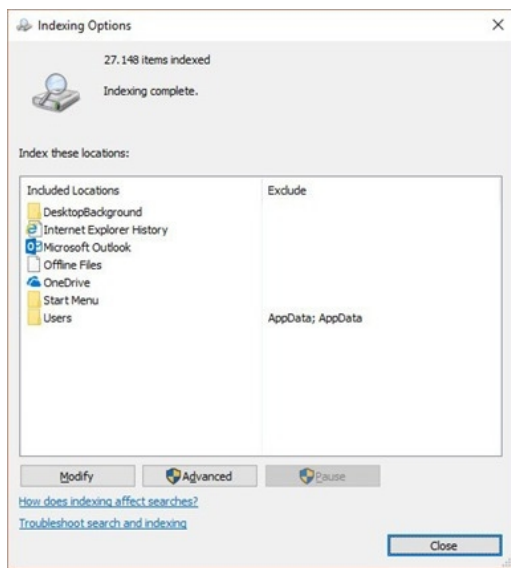 Indexing Options
27.148 items indexed
Indexing complete.
Index these locations:
Included Locations Exclude
DesktopBackground
Internet Explorer History
Microsoft Outlook
Offline Files
OneDrive
Start Menu
Users AppData; AppData
Modify Advanced Pause
How does indexing affect searches?
Troubleshoot search and indexing
Close